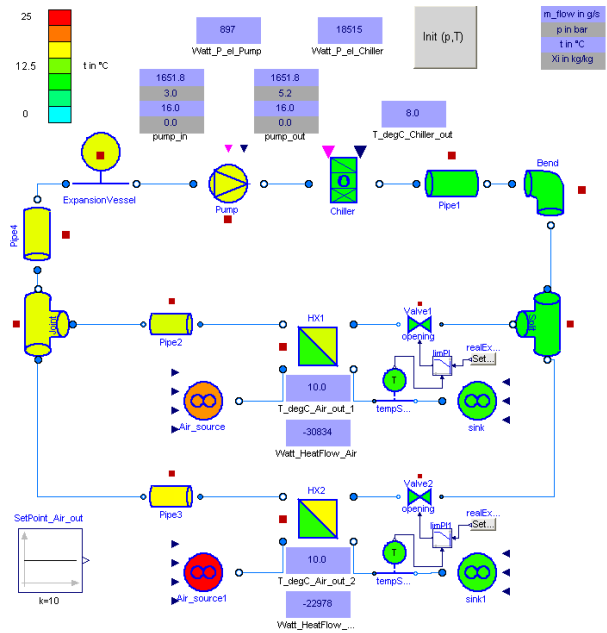 25
12.5
0
t in °C
897
Watt_P_el_Pump
18515
Watt_P_el_Chiller
Init (p,T)
m_flow in g/s
p in bar
t in °C
Xi in kg/kg
1651.8
3.0
16.0
0.0
pump_in
1651.8
5.2
16.0
0.0
pump_out
8.0
T_degC_Chiller_out
ExpansionVessel
Pump
Chiller
Pipe1
Bend
Pipe4
Joint
Pipe2
HX1
Valve1
opening
Split
limPI
realEx...
Set...
T
tempS...
Air_source
10.0
T_degC_Air_out_1
-30834
Watt_HeatFlow_Air
sink
Pipe3
HX2
Valve2
opening
limPI1
realEx...
Set...
T
tempS...
SetPoint_Air_out
k=10
Air_source1
10.0
T_degC_Air_out_2
-22978
Watt_HeatFlow_...
sink1